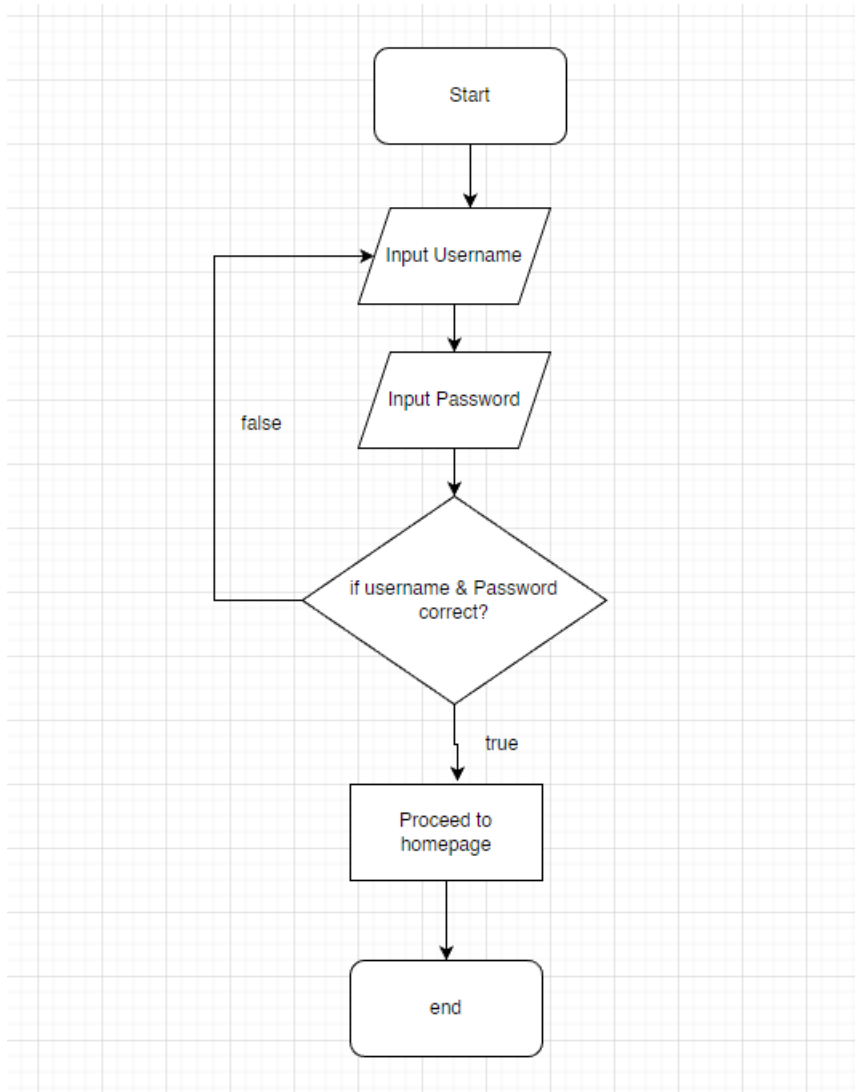 Start
Input Username
Input Password
false
if username & Password
correct?
true
Proceed to
homepage
end